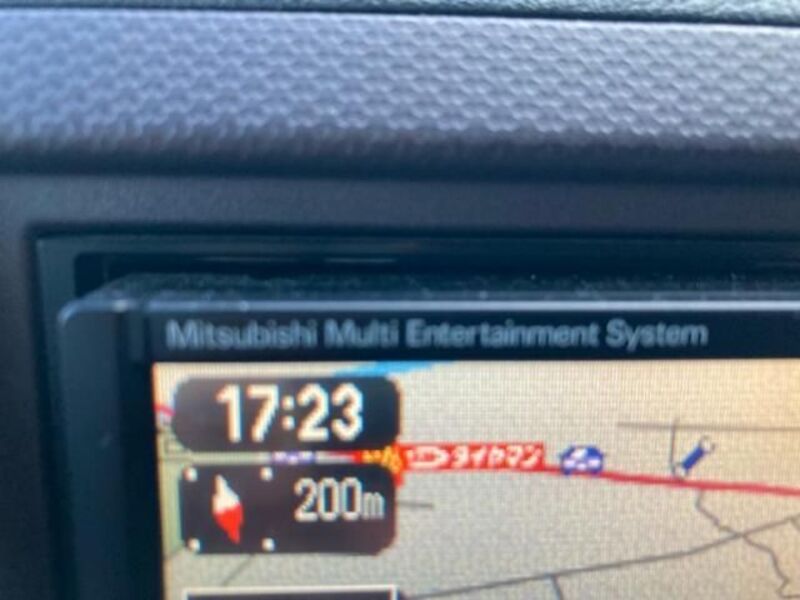 Mitsubishi Multi Entertainment System
17:23
タイヤマン
200m